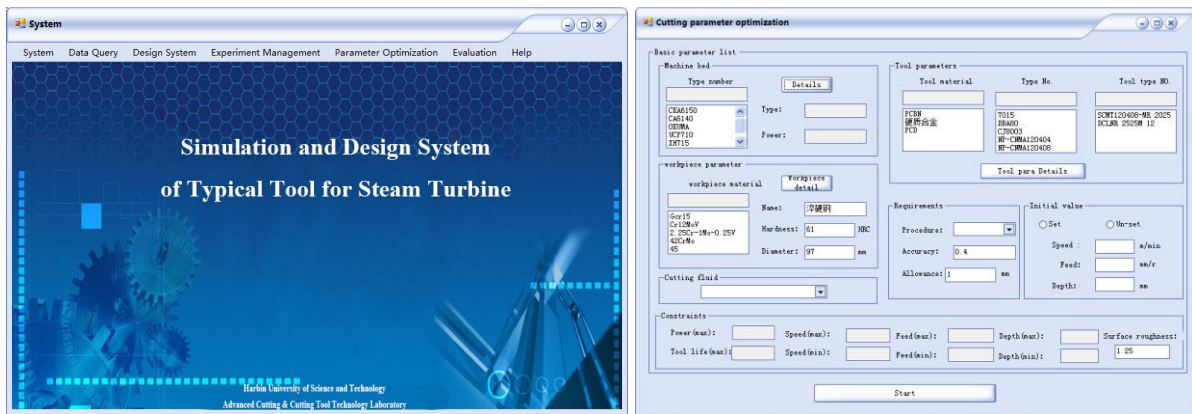 System
System Data Query Design System Experiment Management Parameter Optimization Evaluation Help
Simulation and Design System
of Typical Tool for Steam Turbine
Harbin University of Science and Technology
Advanced Cutting & Cutting Tool Technology Laboratory
Cutting parameter optimization
Basic parameter list
Machine bed
Type number
Details
CKA6150
CA6140
OKUMA
UCP710
XH715
Type:
Power:
Tool parameters
Tool material
Type No.
Tool type NO.
PCBN
硬质合金
PCD
7015
DBA80
CJ8003
NP-CNMA120404
NP-CNMA120408
SCMT120408-MR 2025
DCLNR 2525M 12
Tool para Details
workpiece parameter
workpiece material
Workpiece
detail
Gcr15
Cr12MoV
2.25Cr-1Mo-0.25V
42CrMo
45
Name: 淬硬钢
Hardness: 61 HRC
Diameter: 97 mm
Requirements
Procedure:
Accuracy: 0.4
Allowance: 1 mm
Initial value
Set
Un-set
Speed : m/min
Feed: mm/r
Depth: mm
Cutting fluid
Constraints
Power(max): Speed(max): Feed(max): Depth(max): Surface roughness:
Tool life(max): Speed(min): Feed(min): Depth(min): 1.25
Start